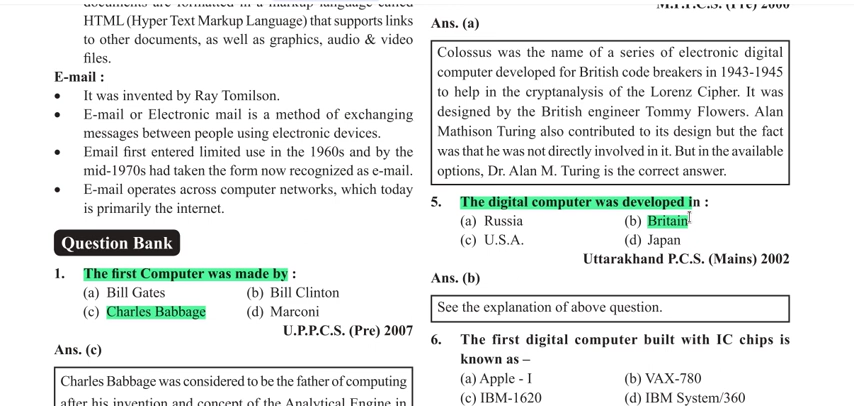 HTML (Hyper Text Markup Language) that supports links
to other documents, as well as graphics, audio & video
files.
E-mail :
• It was invented by Ray Tomilson.
• E-mail or Electronic mail is a method of exchanging
messages between people using electronic devices.
• Email first entered limited use in the 1960s and by the
mid-1970s had taken the form now recognized as e-mail.
• E-mail operates across computer networks, which today
is primarily the internet.
Question Bank
1. The first Computer was made by :
(a) Bill Gates (b) Bill Clinton
(c) Charles Babbage (d) Marconi
U.P.P.C.S. (Pre) 2007
Ans. (c)
Charles Babbage was considered to be the father of computing
after his invention and concept of the Analytical Engine in
Ans. (a)
Colossus was the name of a series of electronic digital
computer developed for British code breakers in 1943-1945
to help in the cryptanalysis of the Lorenz Cipher. It was
designed by the British engineer Tommy Flowers. Alan
Mathison Turing also contributed to its design but the fact
was that he was not directly involved in it. But in the available
options, Dr. Alan M. Turing is the correct answer.
5. The digital computer was developed in :
(a) Russia (b) Britain
(c) U.S.A. (d) Japan
Uttarakhand P.C.S. (Mains) 2002
Ans. (b)
See the explanation of above question.
6. The first digital computer built with IC chips is
known as –
(a) Apple - I (b) VAX-780
(c) IBM-1620 (d) IBM System/360